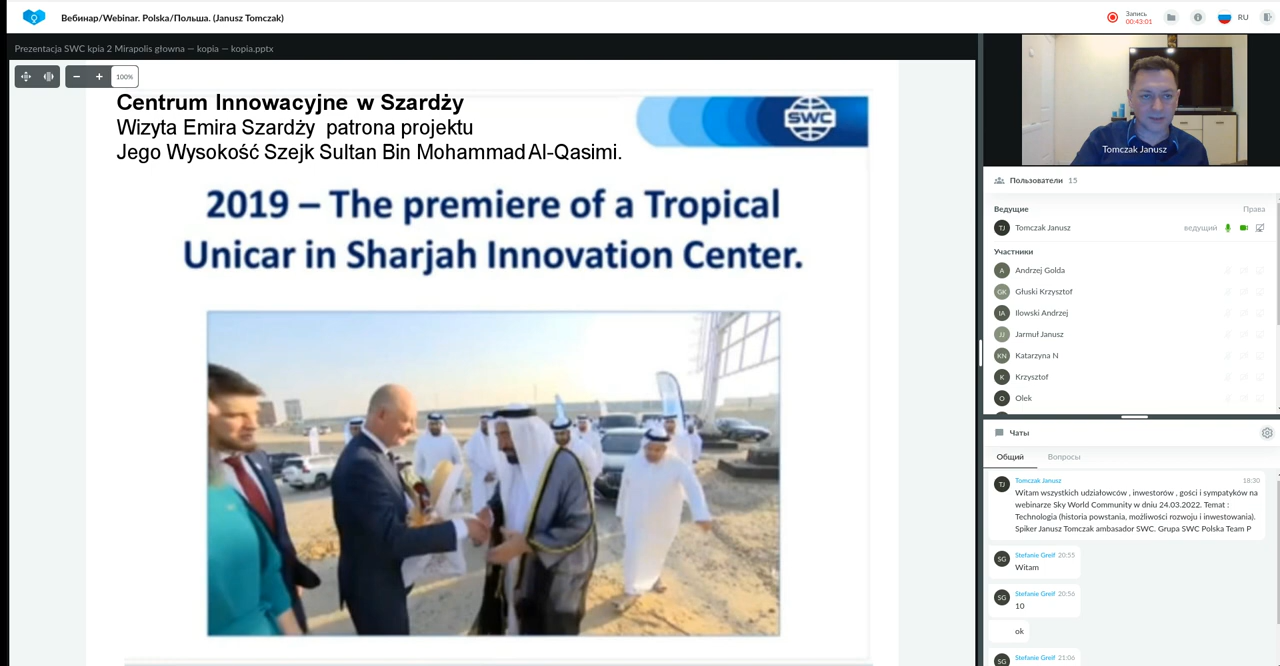 Вебинар/Webinar. Polska/Польша. (Janusz Tomczak)
Запись
00:43:01
RU
Prezentacja SWC kpia 2 Mirapolis głowna — kopia — kopia.pptx
100%
Centrum Innowacyjne w Szardży
Wizyta Emira Szardży patrona projektu
Jego Wysokość Szejk Sultan Bin Mohammad Al-Qasimi.
SWC
2019 – The premiere of a Tropical
Unicar in Sharjah Innovation Center.
Tomczak Janusz
Пользователи 15
Ведущие Права
TJ Tomczak Janusz ведущий
Участники
A Andrzej Golda
GK Głuski Krzysztof
IA Ilowski Andrzej
JJ Jarmuł Janusz
KN Katarzyna N
K Krzysztof
O Olek
Чаты
Общий Вопросы
TJ Tomczak Janusz 18:30
Witam wszystkich udziałowców , inwestorów , gości i sympatyków na
webinarze Sky World Community w dniu 24.03.2022. Temat :
Technologia (historia powstania, możliwości rozwoju i inwestowania).
Spiker Janusz Tomczak ambasador SWC. Grupa SWC Polska Team P
SG Stefanie Greif 20:55
Witam
SG Stefanie Greif 20:56
10
ok
SG Stefanie Greif 21:06